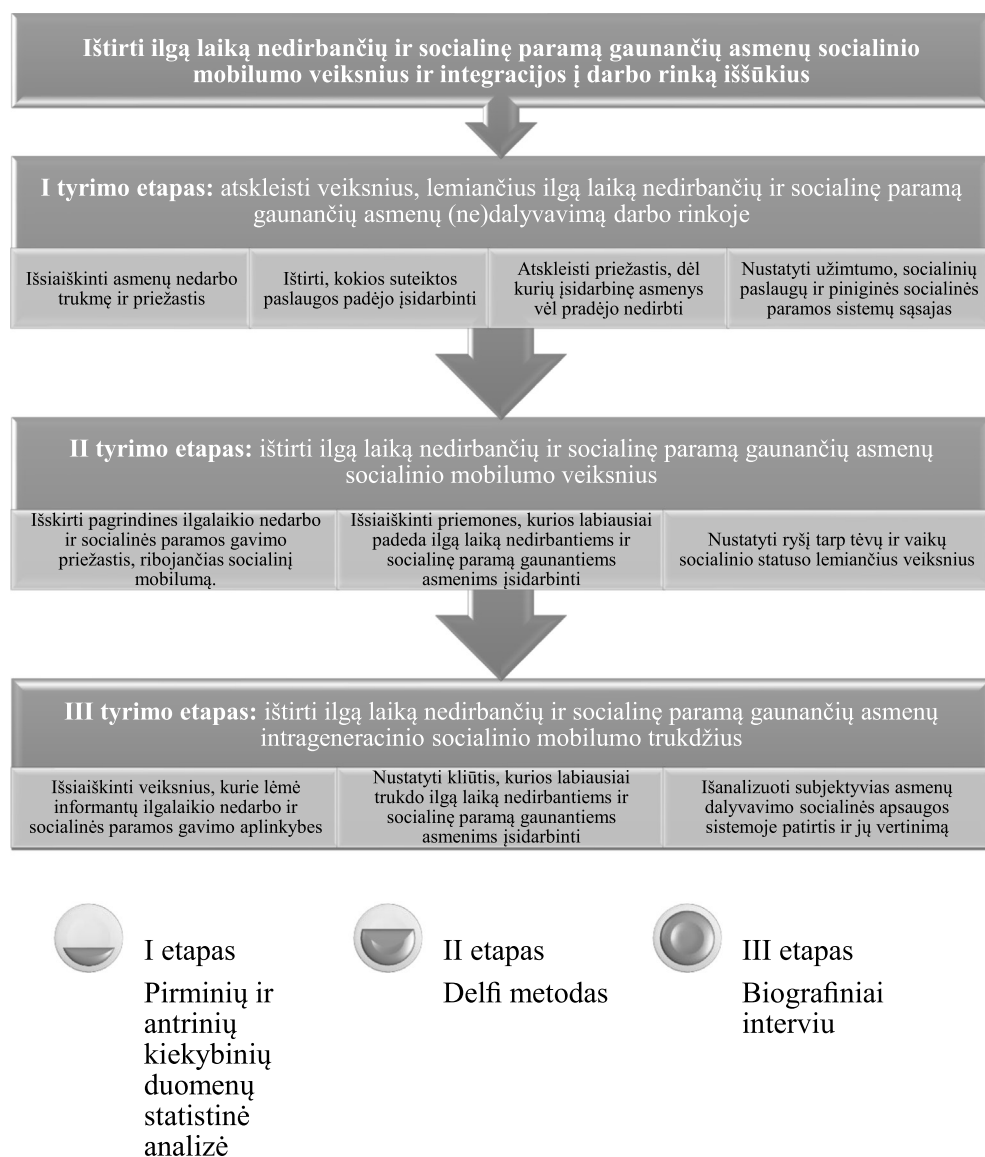 Ištirti ilgą laiką nedirbančių ir socialinę paramą gaunančių asmenų socialinio
mobilumo veiksnius ir integracijos į darbo rinką iššūkius
I tyrimo etapas: atskleisti veiksnius, lemiančius ilgą laiką nedirbančių ir socialinę paramą
gaunančių asmenų (ne)dalyvavimą darbo rinkoje
Išsiaiškinti asmenų nedarbo
trukmę ir priežastis
Ištirti, kokios suteiktos
paslaugos padėjo įsidarbinti
Atskleisti priežastis, dėl
kurių įsidarbinę asmenys
vėl pradėjo nedirbti
Nustatyti užimtumo, socialinių
paslaugų ir piniginės socialinės
paramos sistemų sąsajas
II tyrimo etapas: ištirti ilgą laiką nedirbančių ir socialinę paramą gaunančių asmenų
socialinio mobilumo veiksnius
Išskirti pagrindines ilgalaikio nedarbo
ir socialinės paramos gavimo
priežastis, ribojančias socialinį
mobilumą.
Išsiaiškinti priemones, kurios labiausiai
padeda ilgą laiką nedirbantiems ir
socialinę paramą gaunantiems
asmenims įsidarbinti
Nustatyti ryšį tarp tėvų ir vaikų
socialinio statuso lemiančius veiksnius
III tyrimo etapas: ištirti ilgą laiką nedirbančių ir socialinę paramą gaunančių asmenų
intrageneracinio socialinio mobilumo trukdžius
Išsiaiškinti veiksnius, kurie lėmė
informantų ilgalaikio nedarbo ir
socialinės paramos gavimo aplinkybes
Nustatyti kliūtis, kurios labiausiai
trukdo ilgą laiką nedirbantiems ir
socialinę paramą gaunantiems
asmenims įsidarbinti
Išanalizuoti subjektyvias asmenų
dalyvavimo socialinės apsaugos
sistemoje patirtis ir jų vertinimą
I etapas
Pirminių ir
antrinių
kiekybinių
duomenų
statistinė
analizė
II etapas
Delfi metodas
III etapas
Biografiniai
interviu